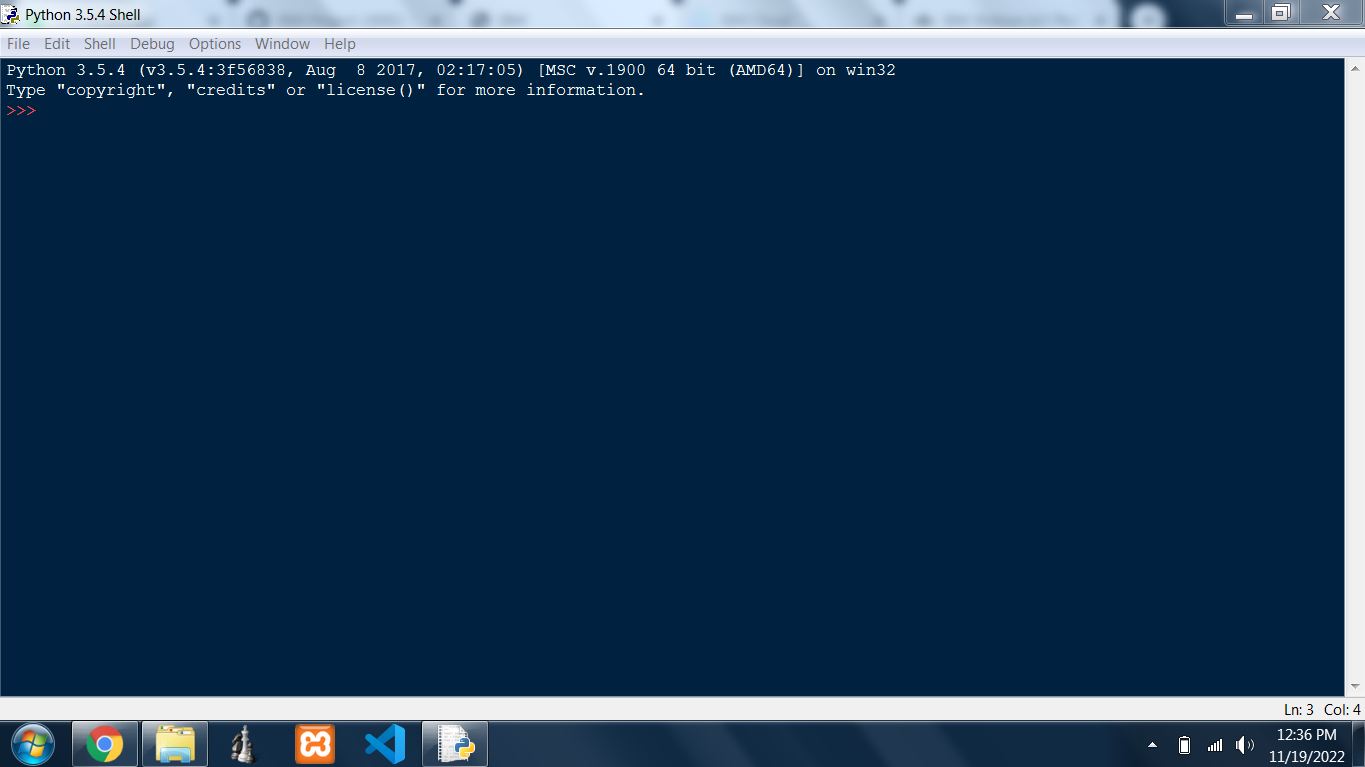 Python 3.5.4 Shell
File Edit Shell Debug Options Window Help
Python 3.5.4 (v3.5.4:3f56838, Aug  8 2017, 02:17:05) [MSC v.1900 64 bit (AMD64)] on win32
Type "copyright", "credits" or "license()" for more information.
>>>
Ln: 3 Col: 4
12:36 PM
11/19/2022